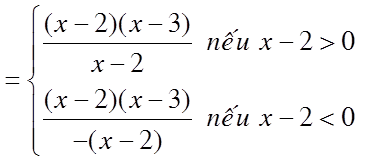 = { (x − 2)(x − 3) / x − 2 nếu x − 2 > 0
(x − 2)(x − 3) / −(x − 2) nếu x − 2 < 0